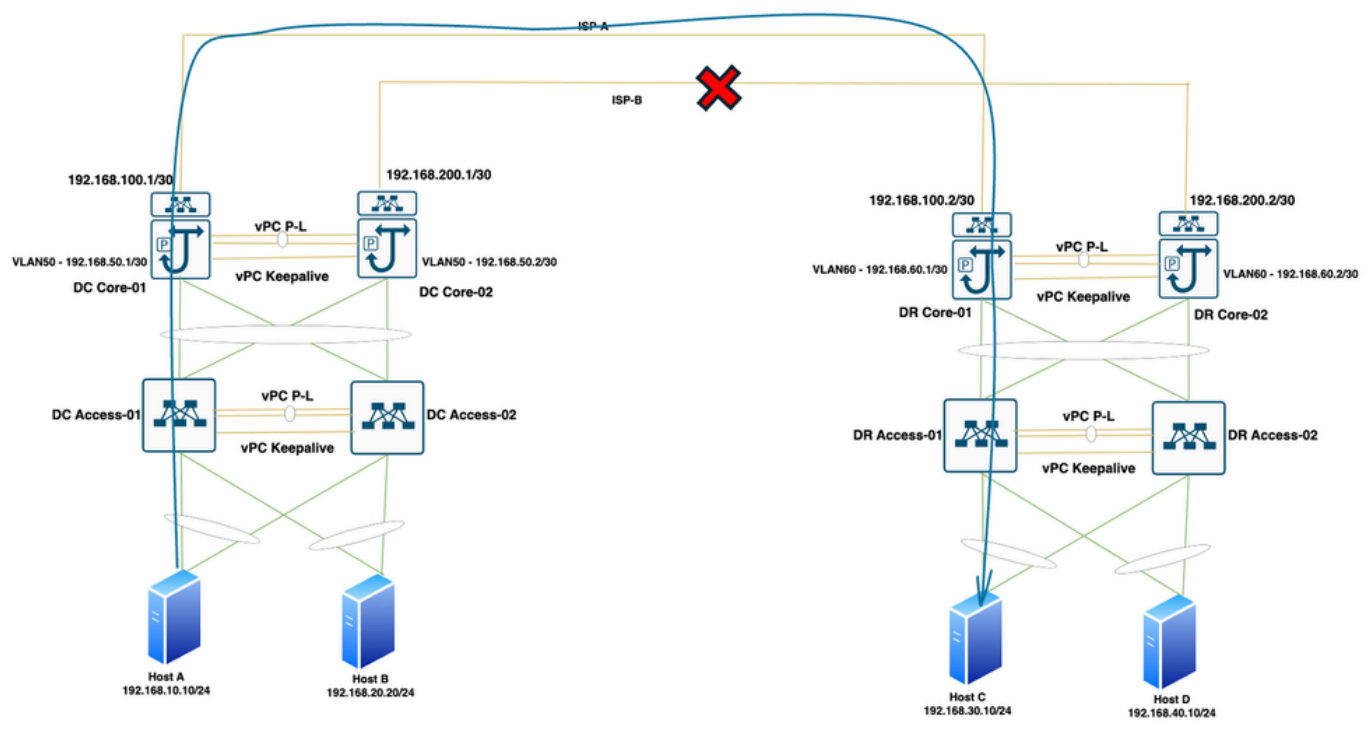 ISP-A
ISP-B
192.168.100.1/30
192.168.200.1/30
192.168.100.2/30
192.168.200.2/30
vPC P-L
P
P
VLAN50 - 192.168.50.1/30
vPC Keepalive
VLAN50 - 192.168.50.2/30
DC Core-01
DC Core-02
vPC P-L
P
P
VLAN60 - 192.168.60.1/30
vPC Keepalive
VLAN60 - 192.168.60.2/30
DR Core-01
DR Core-02
vPC P-L
DC Access-01
DC Access-02
vPC Keepalive
vPC P-L
DR Access-01
DR Access-02
vPC Keepalive
Host A
192.168.10.10/24
Host B
192.168.20.20/24
Host C
192.168.30.10/24
Host D
192.168.40.10/24